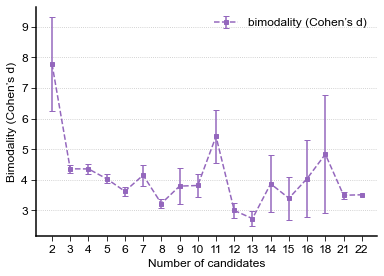 bimodality (Cohen's d)
Bimodality (Cohen's d)
9
8
7
6
5
4
3
2 3 4 5 6 7 8 9 10 11 12 13 14 15 16 18 21 22
Number of candidates